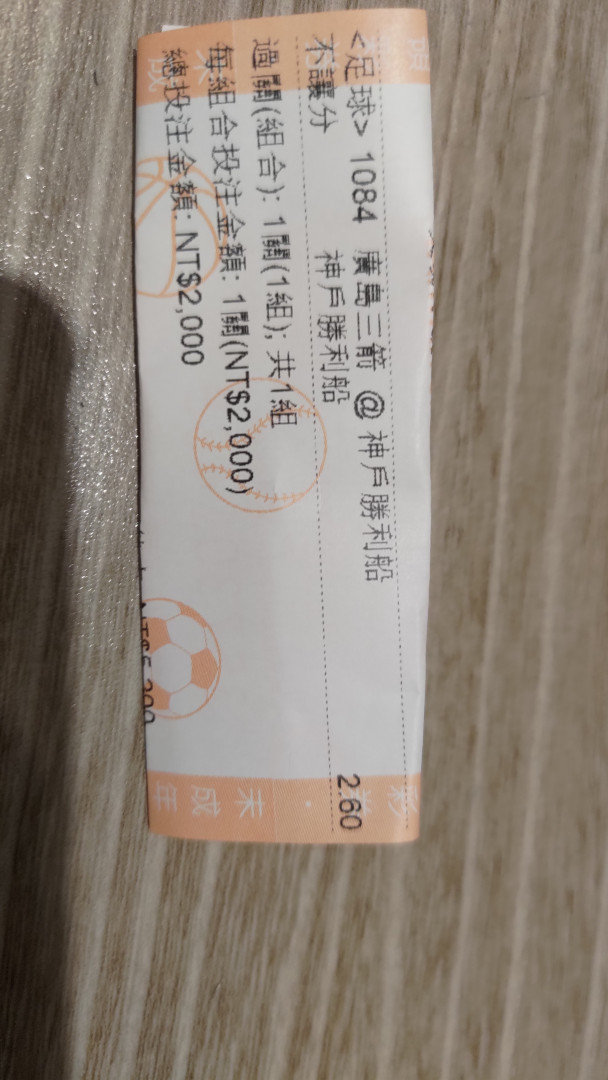 <足球> 1084 廣島三箭 @ 神戶勝利船
不讓分 神戶勝利船 2.60
過關(組合): 1關(1組); 共1組
每組合投注金額: 1關(NT$2,000)
總投注金額: NT$2,000
未成年